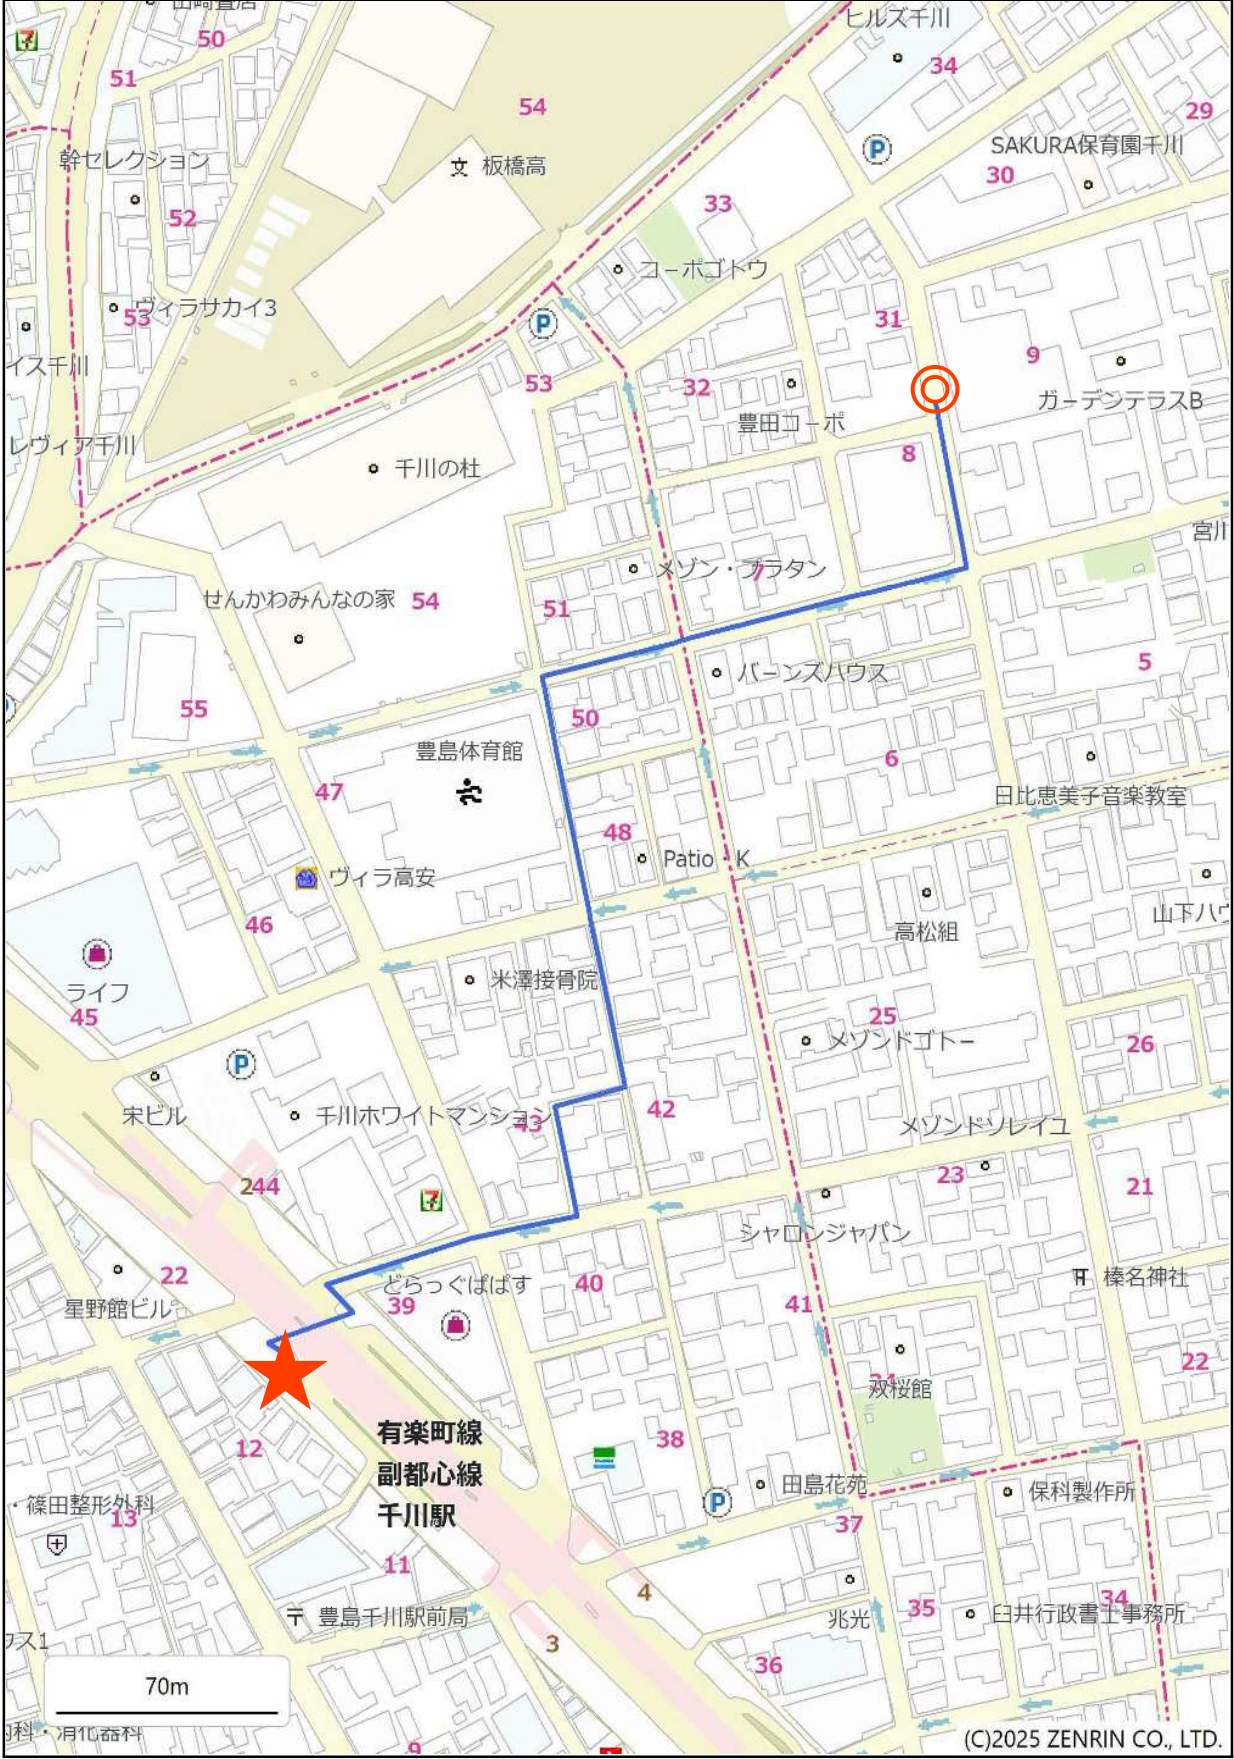 50
ヒルズ千川
34
51
54
29
幹セレクション
文 板橋高
P
SAKURA保育園千川
30
52
33
コーポゴトウ
ヴィラサカイ3
53
P
31
イス千川
53
32
9
ガーデンテラスB
豊田コーポ
レヴィア千川
千川の杜
8
宮川
メゾン・プラタン
7
せんかわみんなの家
54
51
バーンズハウス
5
55
50
豊島体育館
6
47
日比恵美子音楽教室
48
Patio・K
ヴィラ高安
46
高松組
山下ハウ
ライフ
45
米澤接骨院
25
メゾンドゴトー
26
P
宋ビル
千川ホワイトマンション
43
42
メゾンドソレイユ
2
44
7
23
21
シャロンジャパン
22
どらっぐぱぱす
40
榛名神社
星野館ビル
39
41
22
双桜館
有楽町線
副都心線
千川駅
12
38
田島花苑
P
保科製作所
・篠田整形外科
13
37
11
4
兆光
35
34
臼井行政書士事務所
豊島千川駅前局
3
36
70m
(C)2025 ZENRIN CO., LTD.